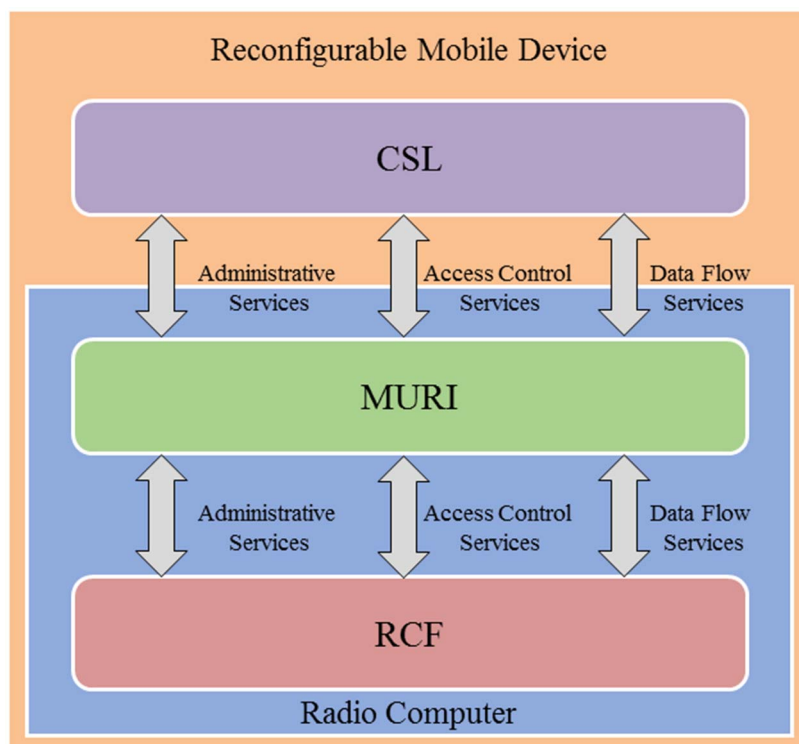 Reconfigurable Mobile Device
CSL
Administrative Services
Access Control Services
Data Flow Services
MURI
Administrative Services
Access Control Services
Data Flow Services
RCF
Radio Computer